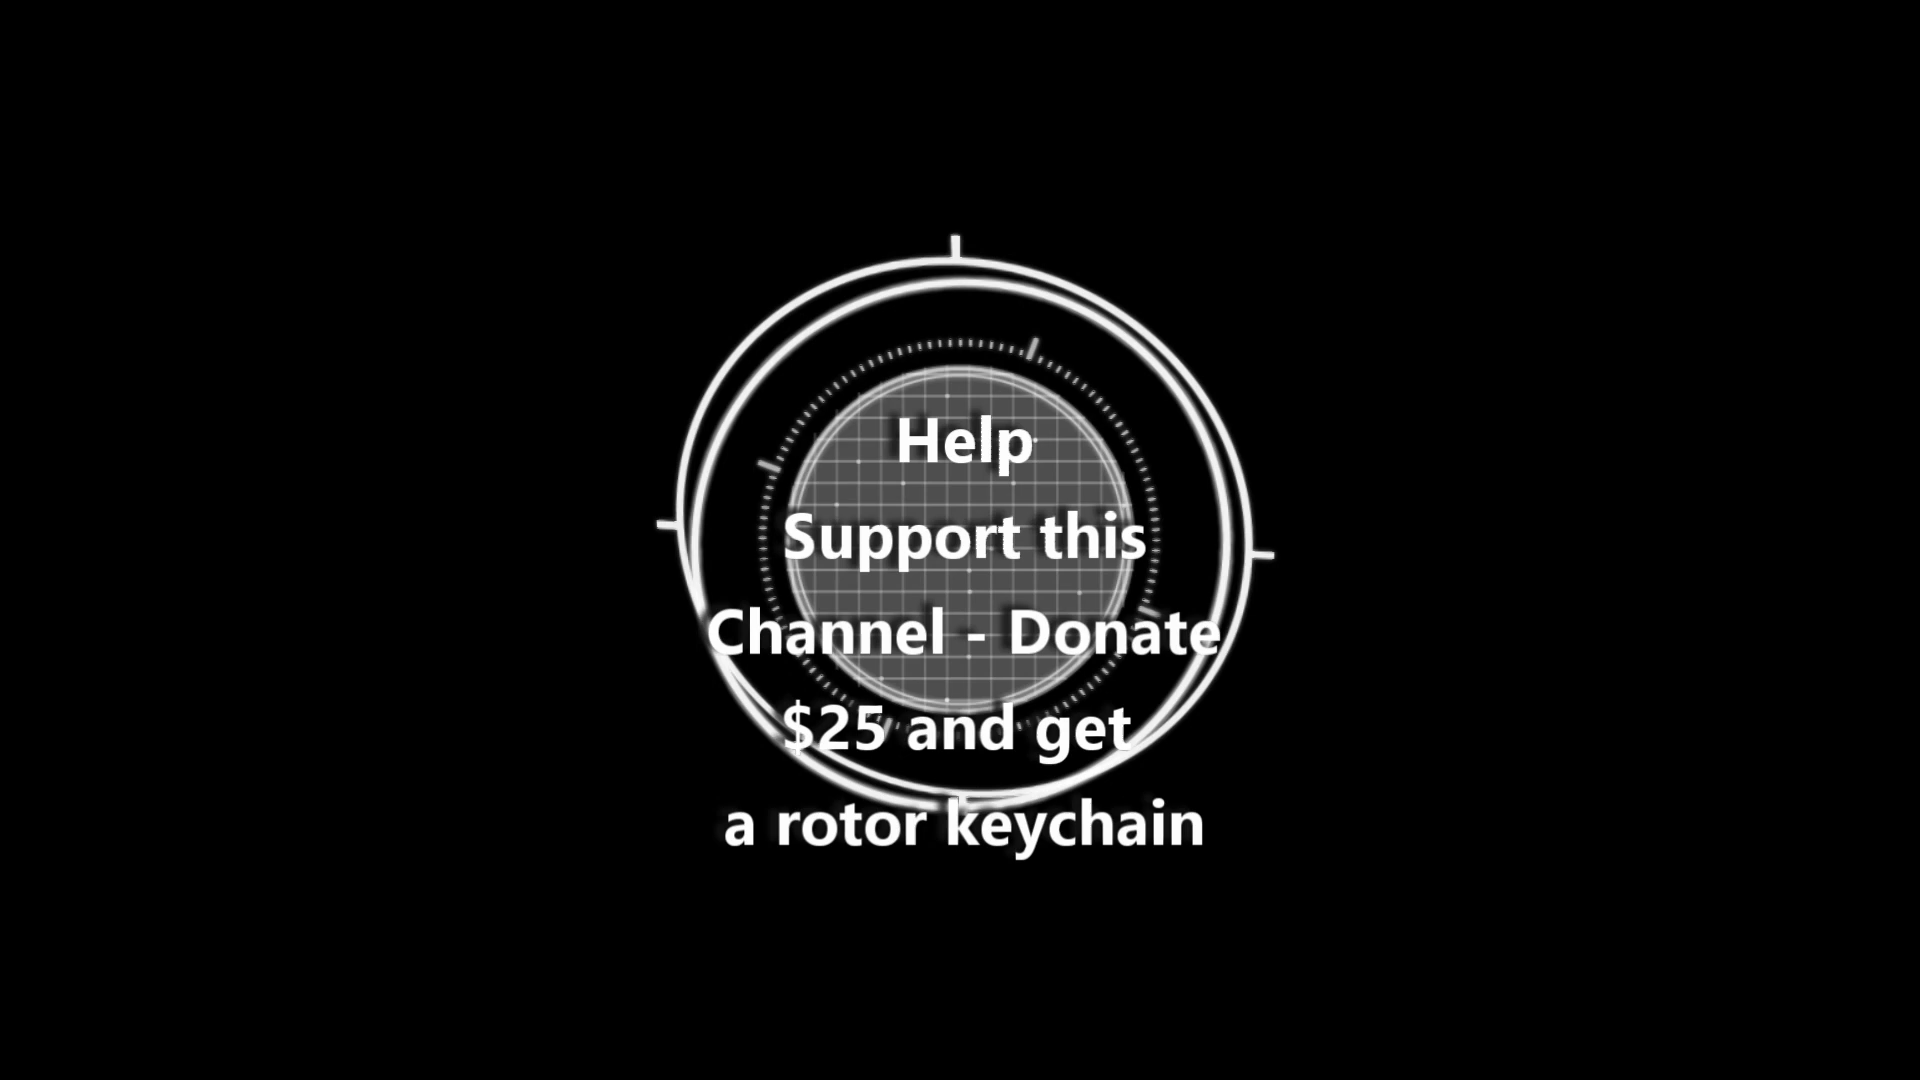 Help
Support this
Channel - Donate
$25 and get
a rotor keychain